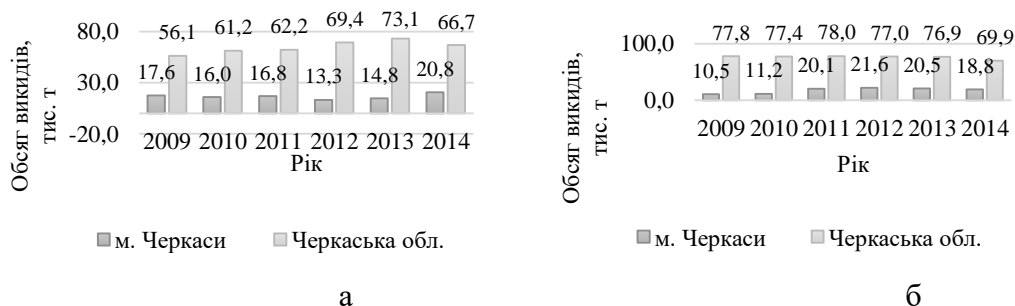 Обсяг викидів,
тис. т
80,0
30,0
-20,0
56,1 61,2 62,2 69,4 73,1 66,7
17,6 16,0 16,8 13,3 14,8 20,8
2009 2010 2011 2012 2013 2014
Рік
м. Черкаси Черкаська обл.
а
Обсяг викидів,
тис. т
100,0
0,0
77,8 77,4 78,0 77,0 76,9 69,9
10,5 11,2 20,1 21,6 20,5 18,8
2009 2010 2011 2012 2013 2014
Рік
м. Черкаси Черкаська обл.
б